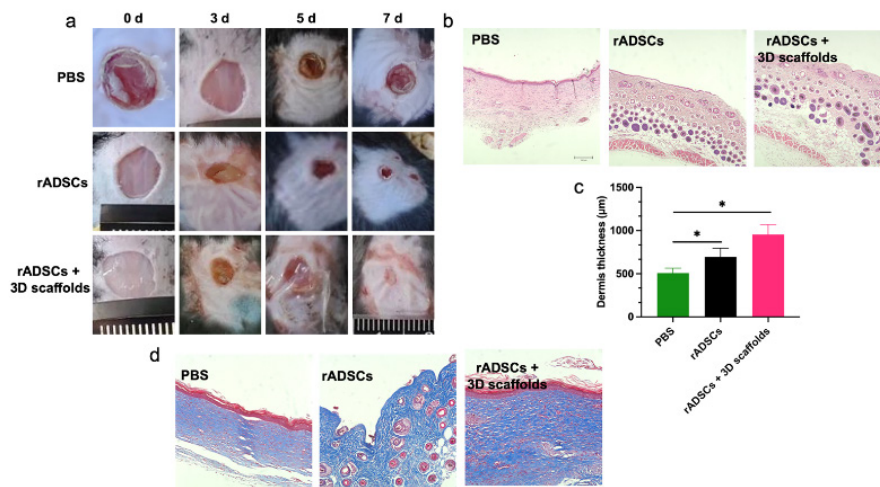 a
0 d
3 d
5 d
7 d
PBS
rADSCs
rADSCs +
3D scaffolds
b
PBS
rADSCs
rADSCs +
3D scaffolds
c
Dermis thickness (μm)
1500
1000
500
0
*
*
PBS
rADSCs
rADSCs + 3D scaffolds
d
PBS
rADSCs
rADSCs +
3D scaffolds